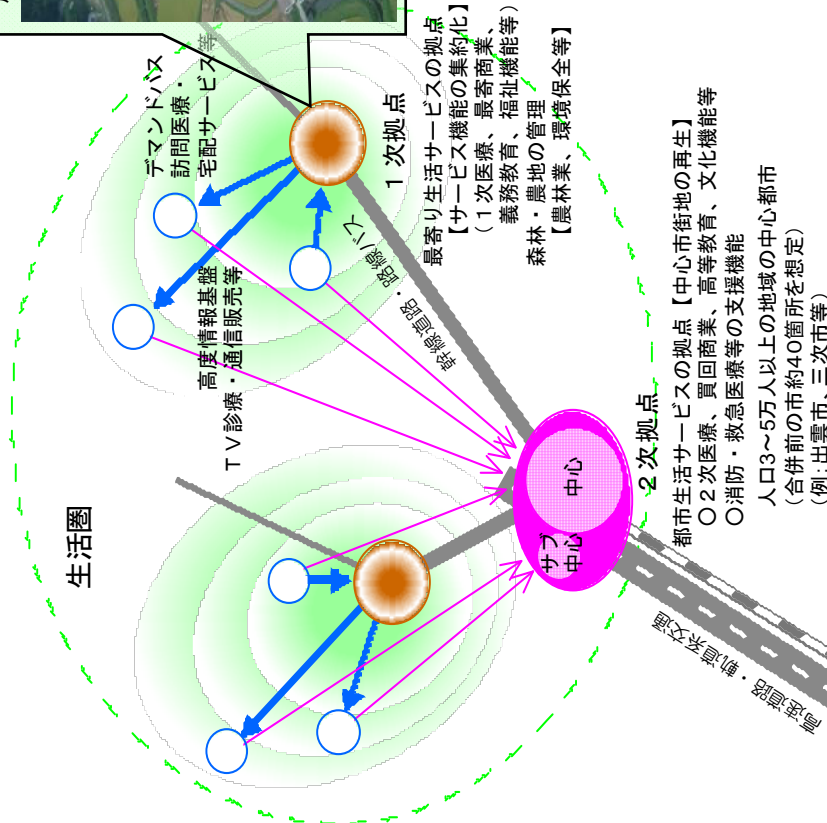 生活圏
デマンドバス
訪問医療・
宅配サービス等
高度情報基盤
TV診療・通信販売等
幹線道路・路線バス
1次拠点
最寄り生活サービスの拠点
【サービス機能の集約化】
(1次医療、最寄商業、
義務教育、福祉機能等)
森林・農地の管理
【農林業、環境保全等】
中心
サブ
中心
2次拠点
都市生活サービスの拠点【中心市街地の再生】
○2次医療、買回商業、高等教育、文化機能等
○消防・救急医療等の支援機能
人口3~5万人以上の地域の中心都市
(合併前の市約40箇所を想定)
(例:出雲市、三次市等)
高速道路・軌道系交通